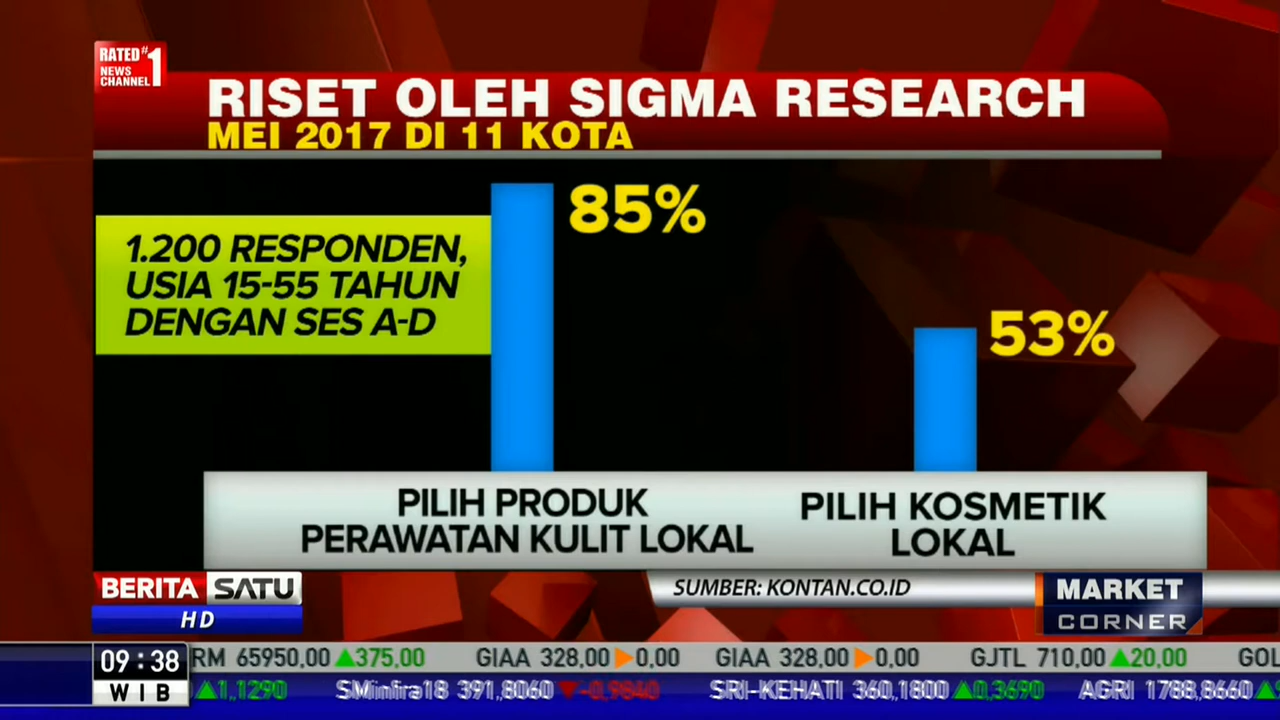 RATED #1
NEWS
CHANNEL
RISET OLEH SIGMA RESEARCH
MEI 2017 DI 11 KOTA
1.200 RESPONDEN,
USIA 15-55 TAHUN
DENGAN SES A-D
85%
53%
PILIH PRODUK
PERAWATAN KULIT LOKAL
PILIH KOSMETIK
LOKAL
BERITA SATU
HD
SUMBER: KONTAN.CO.ID
MARKET
CORNER
09:38
WIB
RM 65950,00 ▲375,00 GIAA 328,00 ▶0,00 GIAA 328,00 ▶0,00 GJTL 710,00 ▲20,00 GOL
▲1,1290 SMinfra18 391,8060 ▼-0,9840 SRI-KEHATI 360,1800 ▲0,3690 AGRI 1788,8660 ▲